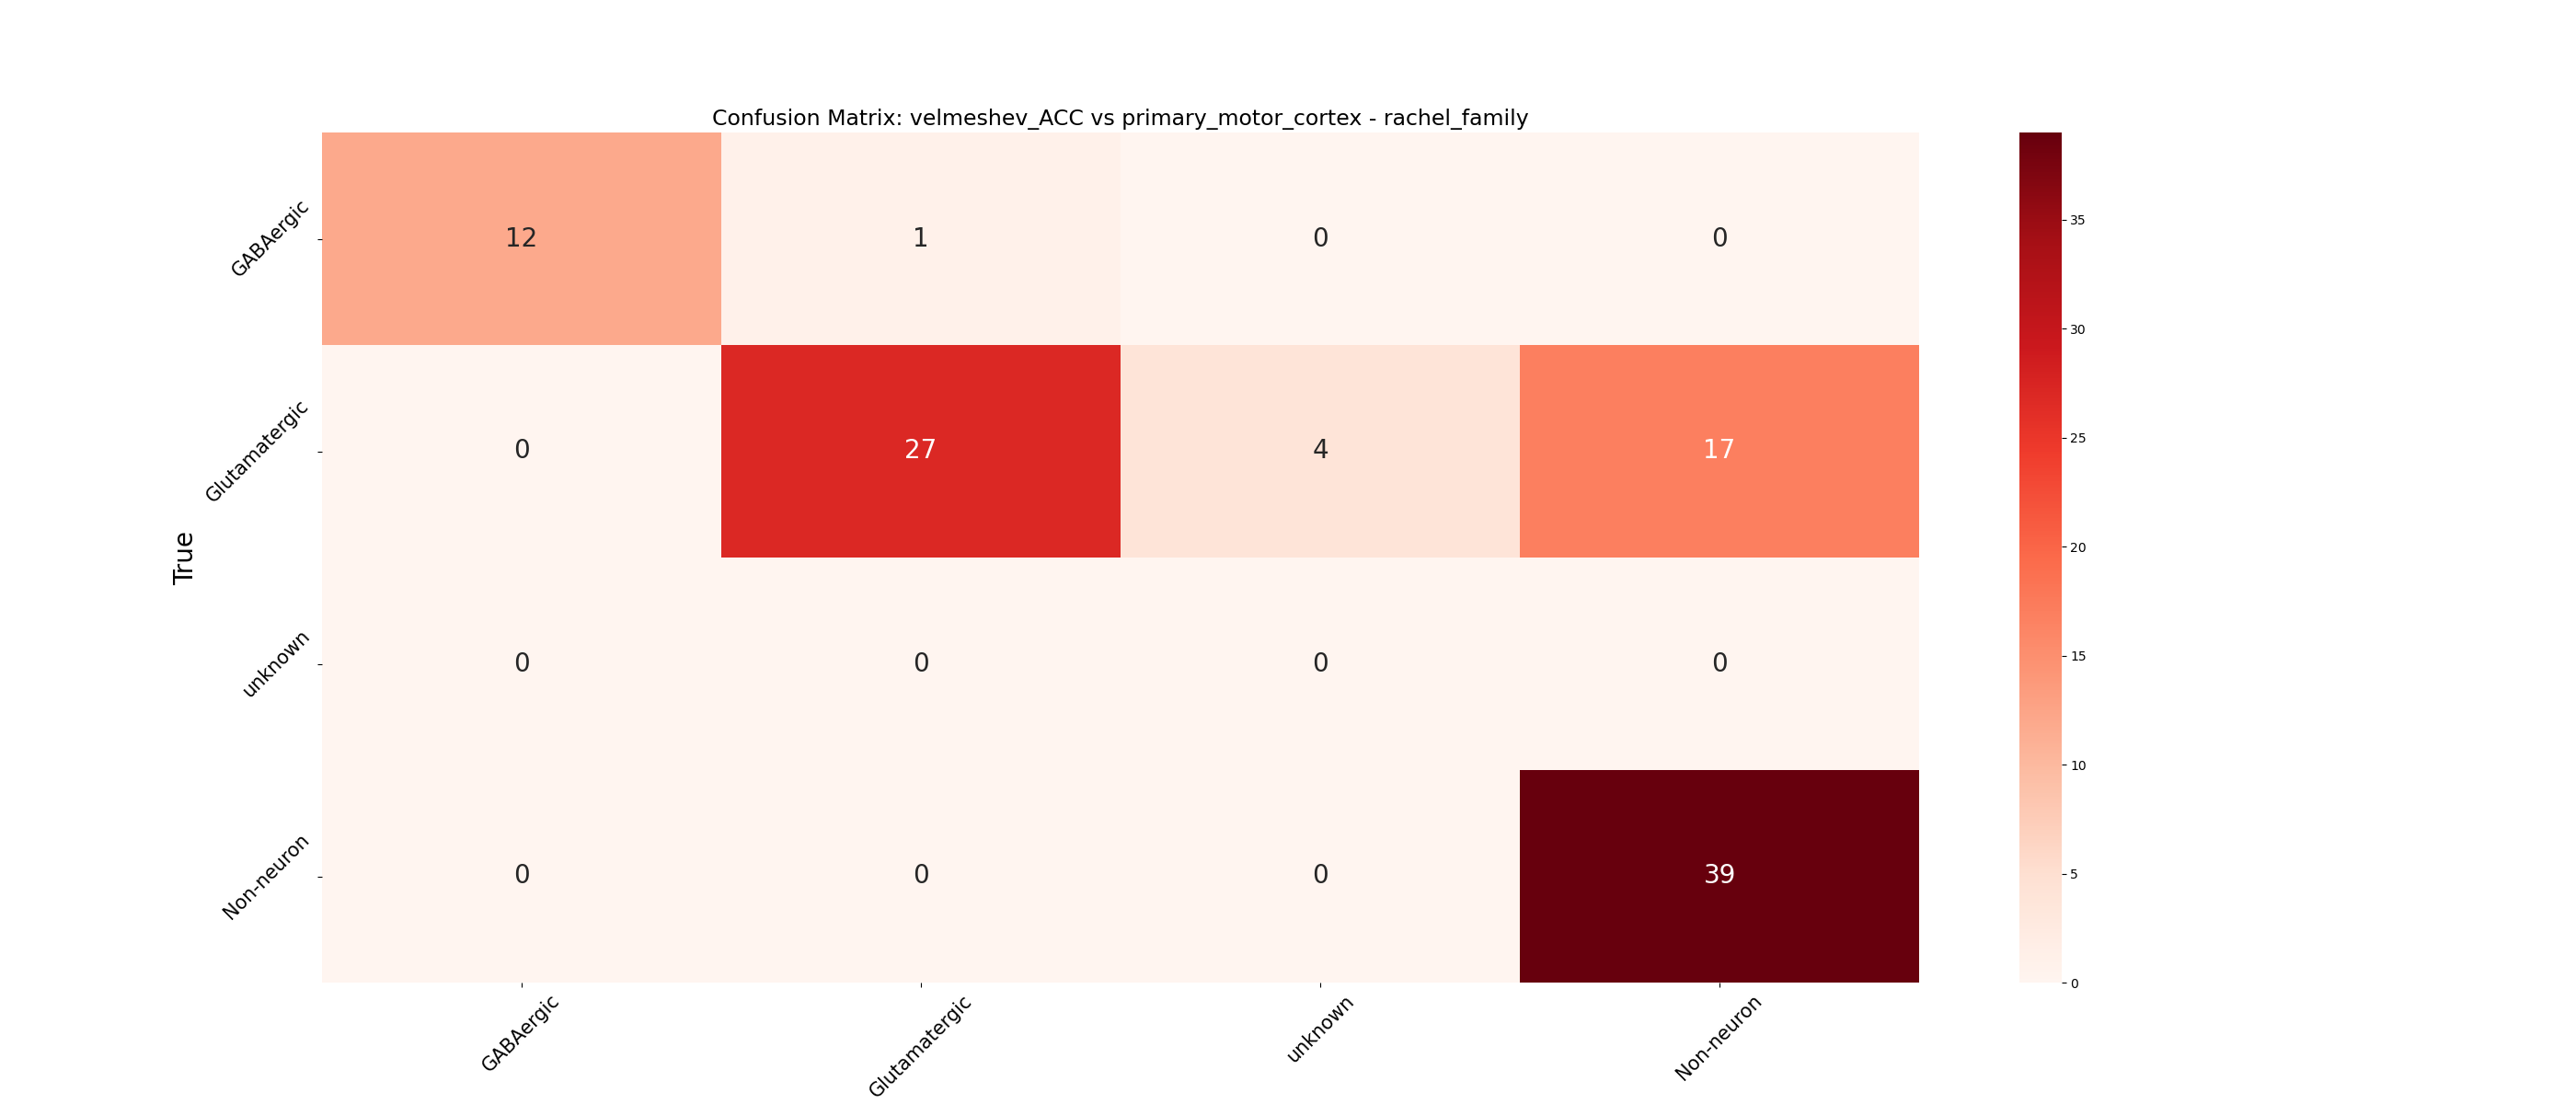 Confusion Matrix: velmeshev_ACC vs primary_motor_cortex - rachel_family
True
GABAergic
12 1 0 0
Glutamatergic
0 27 4 17
unknown
0 0 0 0
Non-neuron
0 0 0 39
GABAergic Glutamatergic unknown Non-neuron
35
30
25
20
15
10
5
0